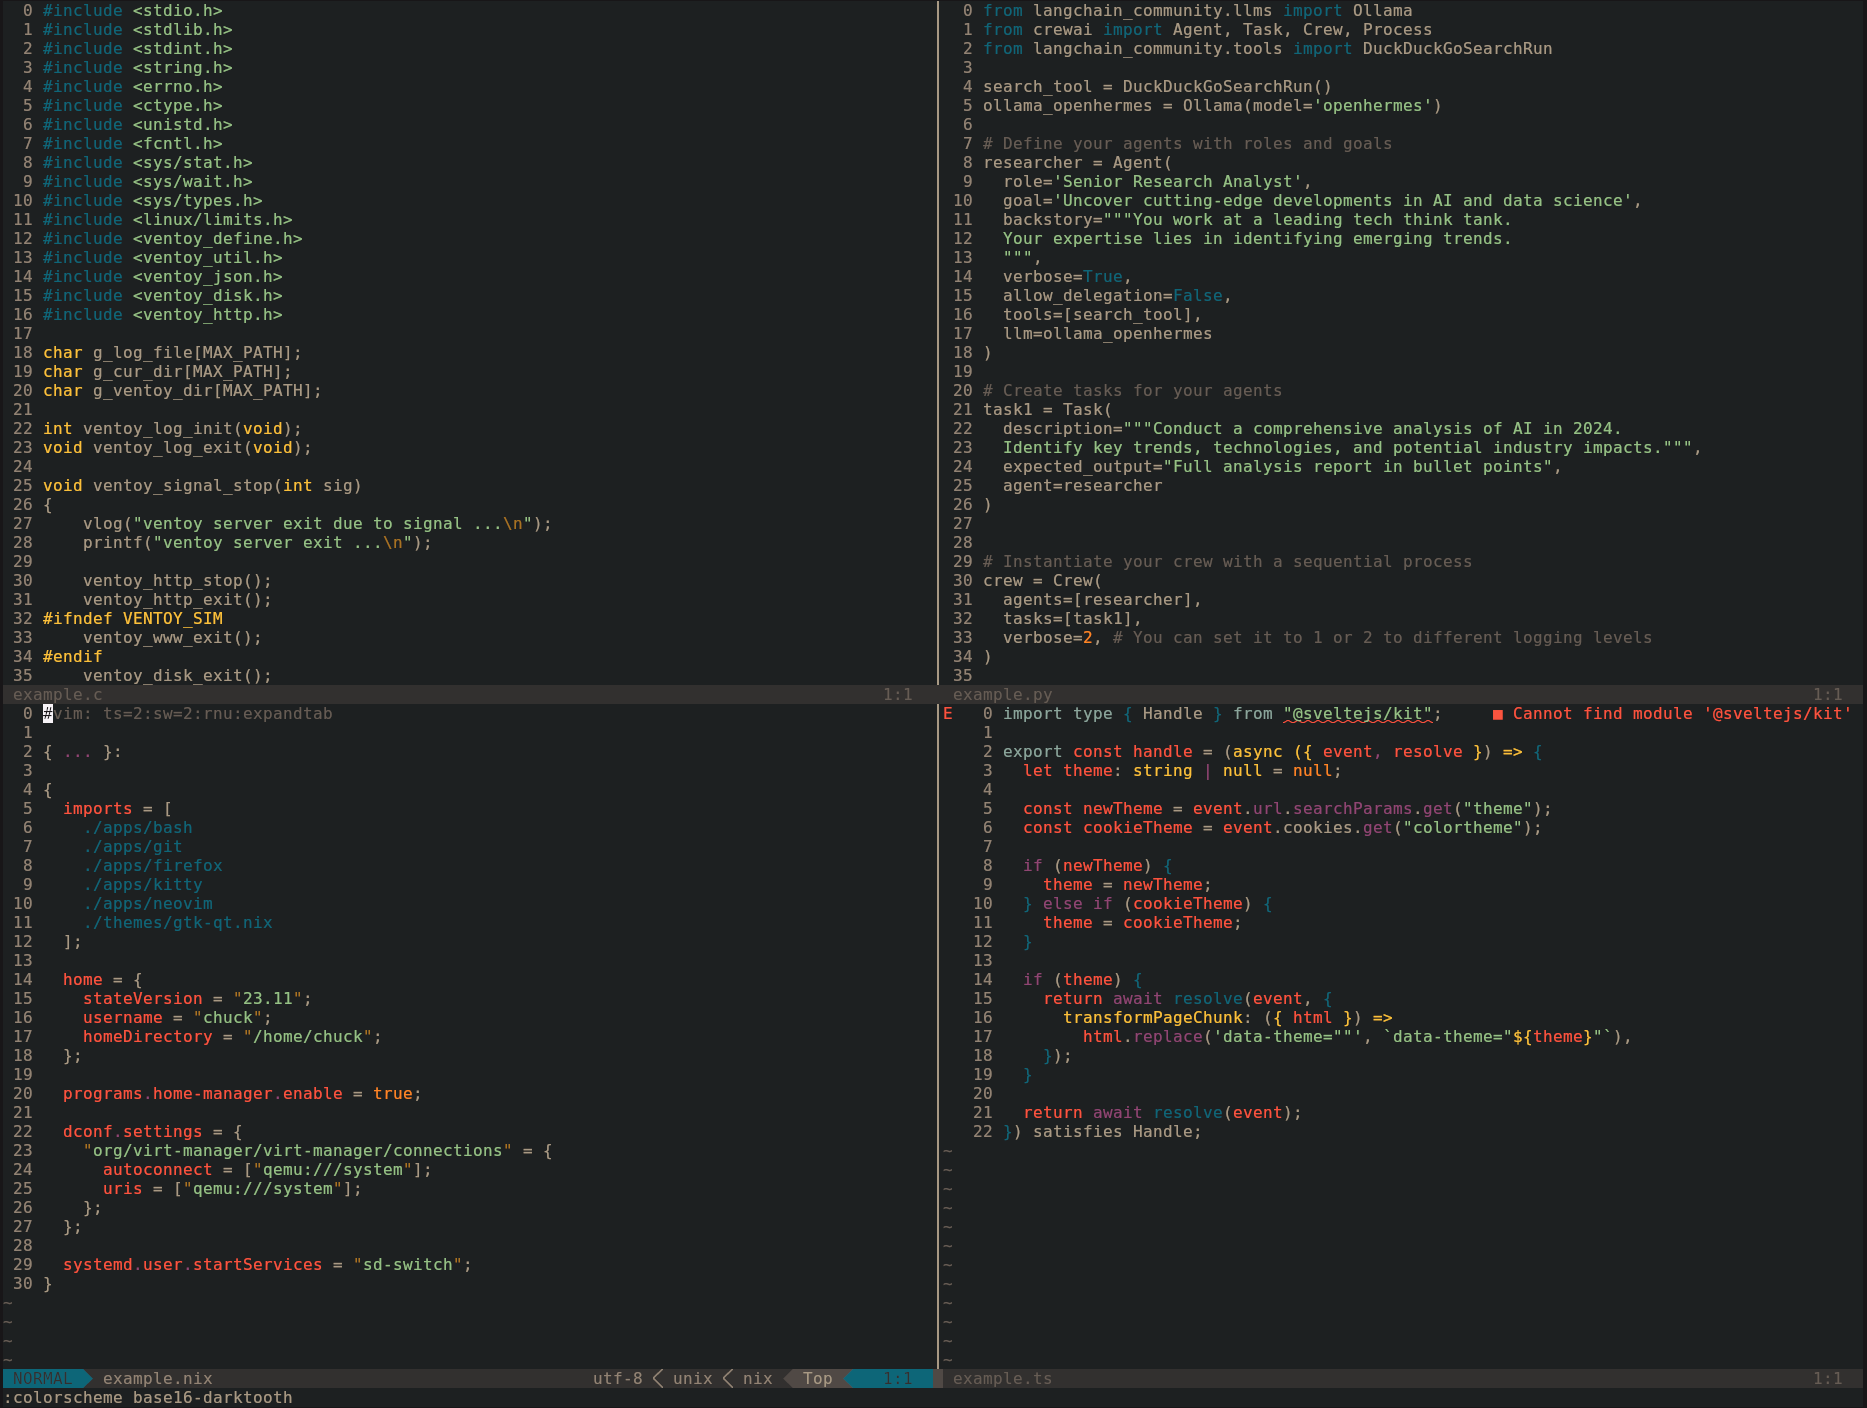 0 #include <stdio.h>
1 #include <stdlib.h>
2 #include <stdint.h>
3 #include <string.h>
4 #include <errno.h>
5 #include <ctype.h>
6 #include <unistd.h>
7 #include <fcntl.h>
8 #include <sys/stat.h>
9 #include <sys/wait.h>
10 #include <sys/types.h>
11 #include <linux/limits.h>
12 #include <ventoy_define.h>
13 #include <ventoy_util.h>
14 #include <ventoy_json.h>
15 #include <ventoy_disk.h>
16 #include <ventoy_http.h>
17
18 char g_log_file[MAX_PATH];
19 char g_cur_dir[MAX_PATH];
20 char g_ventoy_dir[MAX_PATH];
21
22 int ventoy_log_init(void);
23 void ventoy_log_exit(void);
24
25 void ventoy_signal_stop(int sig)
26 {
27     vlog("ventoy server exit due to signal ...\n");
28     printf("ventoy server exit ...\n");
29
30     ventoy_http_stop();
31     ventoy_http_exit();
32 #ifndef VENTOY_SIM
33     ventoy_www_exit();
34 #endif
35     ventoy_disk_exit();
example.c 1:1
0 from langchain_community.llms import Ollama
1 from crewai import Agent, Task, Crew, Process
2 from langchain_community.tools import DuckDuckGoSearchRun
3
4 search_tool = DuckDuckGoSearchRun()
5 ollama_openhermes = Ollama(model='openhermes')
6
7 # Define your agents with roles and goals
8 researcher = Agent(
9   role='Senior Research Analyst',
10   goal='Uncover cutting-edge developments in AI and data science',
11   backstory="""You work at a leading tech think tank.
12   Your expertise lies in identifying emerging trends.
13   """,
14   verbose=True,
15   allow_delegation=False,
16   tools=[search_tool],
17   llm=ollama_openhermes
18 )
19
20 # Create tasks for your agents
21 task1 = Task(
22   description="""Conduct a comprehensive analysis of AI in 2024.
23   Identify key trends, technologies, and potential industry impacts.""",
24   expected_output="Full analysis report in bullet points",
25   agent=researcher
26 )
27
28
29 # Instantiate your crew with a sequential process
30 crew = Crew(
31   agents=[researcher],
32   tasks=[task1],
33   verbose=2, # You can set it to 1 or 2 to different logging levels
34 )
35
example.py 1:1
0 #vim: ts=2:sw=2:rnu:expandtab
1
2 { ... }:
3
4 {
5   imports = [
6     ./apps/bash
7     ./apps/git
8     ./apps/firefox
9     ./apps/kitty
10     ./apps/neovim
11     ./themes/gtk-qt.nix
12   ];
13
14   home = {
15     stateVersion = "23.11";
16     username = "chuck";
17     homeDirectory = "/home/chuck";
18   };
19
20   programs.home-manager.enable = true;
21
22   dconf.settings = {
23     "org/virt-manager/virt-manager/connections" = {
24       autoconnect = ["qemu:///system"];
25       uris = ["qemu:///system"];
26     };
27   };
28
29   systemd.user.startServices = "sd-switch";
30 }
~
~
~
~
NORMAL example.nix utf-8 unix nix Top 1:1
E 0 import type { Handle } from "@sveltejs/kit"; ■ Cannot find module '@sveltejs/kit'
1
2 export const handle = (async ({ event, resolve }) => {
3   let theme: string | null = null;
4
5   const newTheme = event.url.searchParams.get("theme");
6   const cookieTheme = event.cookies.get("colortheme");
7
8   if (newTheme) {
9     theme = newTheme;
10   } else if (cookieTheme) {
11     theme = cookieTheme;
12   }
13
14   if (theme) {
15     return await resolve(event, {
16       transformPageChunk: ({ html }) =>
17         html.replace('data-theme=""', `data-theme="${theme}"`),
18     });
19   }
20
21   return await resolve(event);
22 }) satisfies Handle;
~
~
~
~
~
~
~
~
~
~
~
~
example.ts 1:1
:colorscheme base16-darktooth